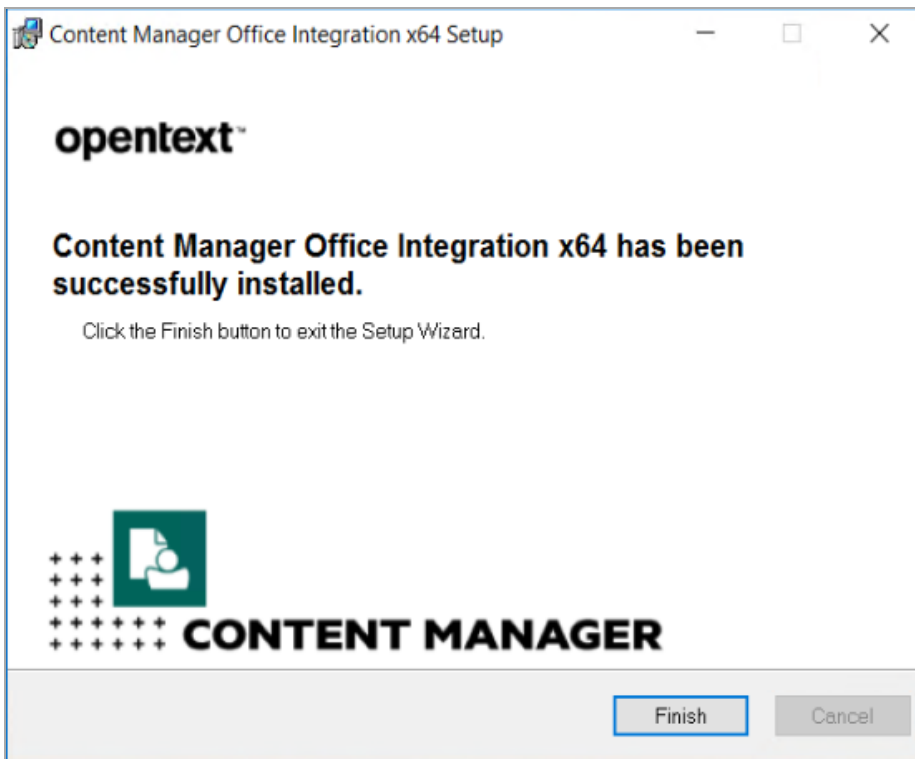 Content Manager Office Integration x64 Setup
opentext™
Content Manager Office Integration x64 has been
successfully installed.
Click the Finish button to exit the Setup Wizard.
CONTENT MANAGER
Finish
Cancel